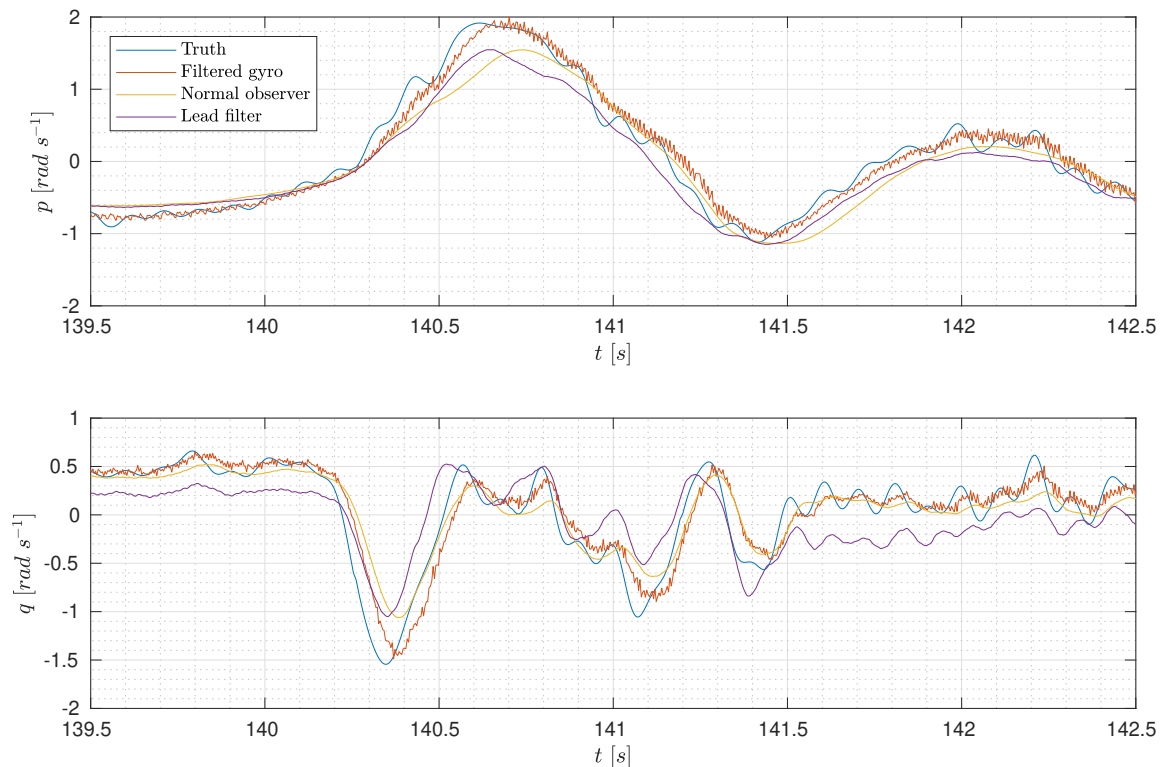 2
1
0
-1
-2
p [rad s⁻¹]
Truth
Filtered gyro
Normal observer
Lead filter
139.5 140 140.5 141 141.5 142 142.5
t [s]
1
0.5
0
-0.5
-1
-1.5
-2
q [rad s⁻¹]
139.5 140 140.5 141 141.5 142 142.5
t [s]